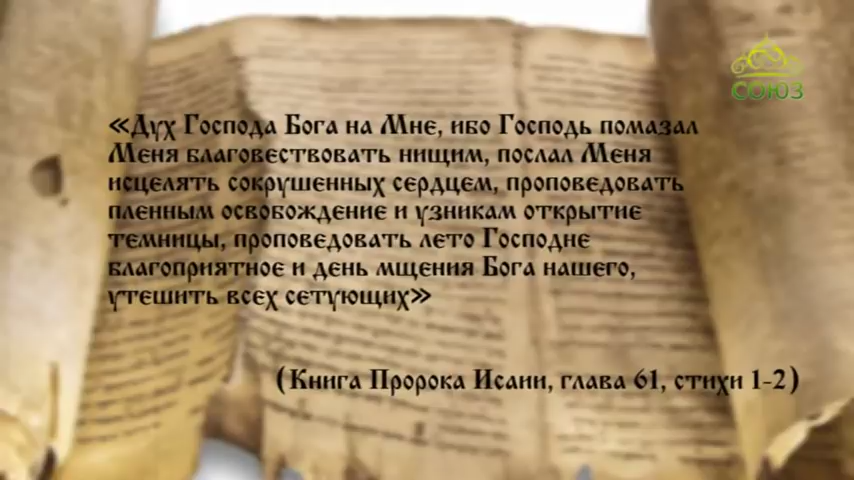 СОЮЗ
«Дух Господа Бога на Мне, ибо Господь помазал
Меня благовествовать нищим, послал Меня
исцелять сокрушенных сердцем, проповедовать
пленным освобождение и узникам открытие
темницы, проповедовать лето Господне
благоприятное и день мщения Бога нашего,
утешить всех сетующих»
(Книга Пророка Исаии, глава 61, стихи 1-2)